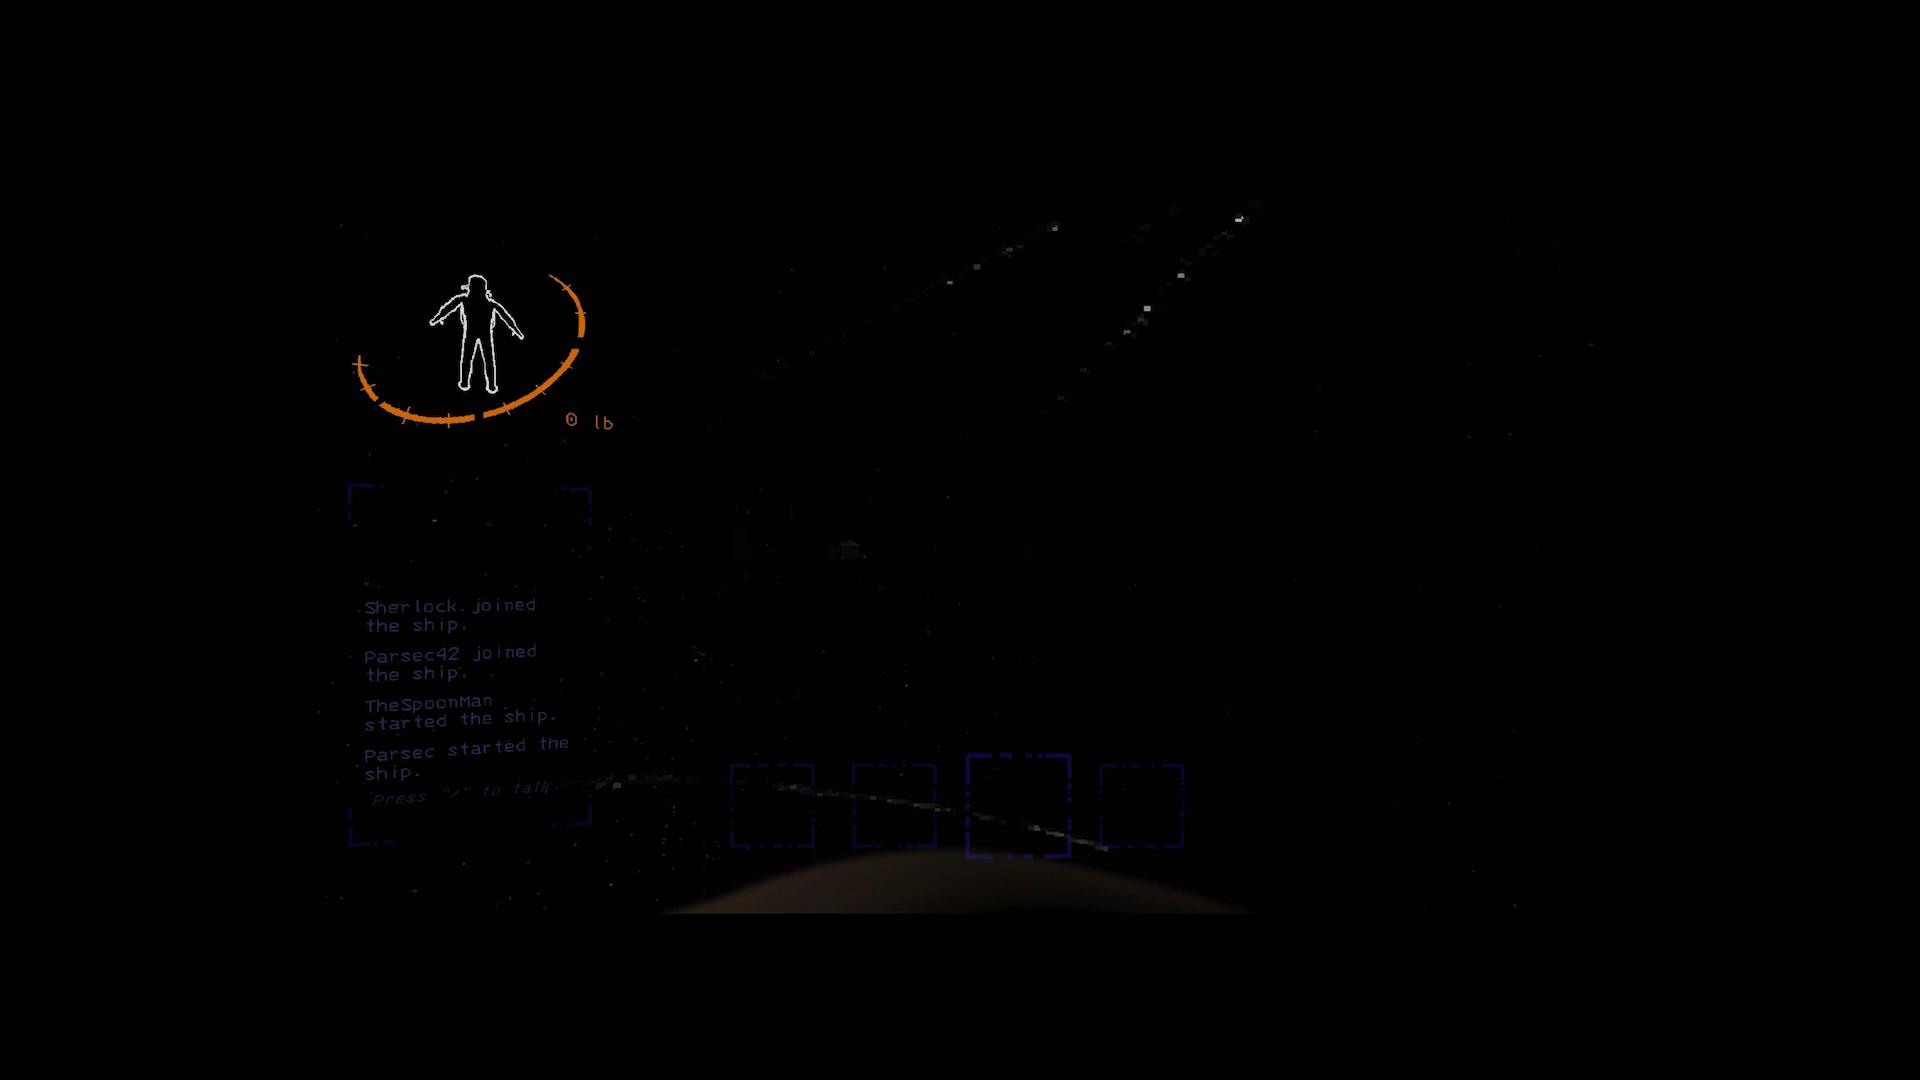 0 lb
Sherlock joined
the ship.
Parsec42 joined
the ship.
TheSpoonMan
started the ship.
Parsec started the
ship.
Press "/" to talk.